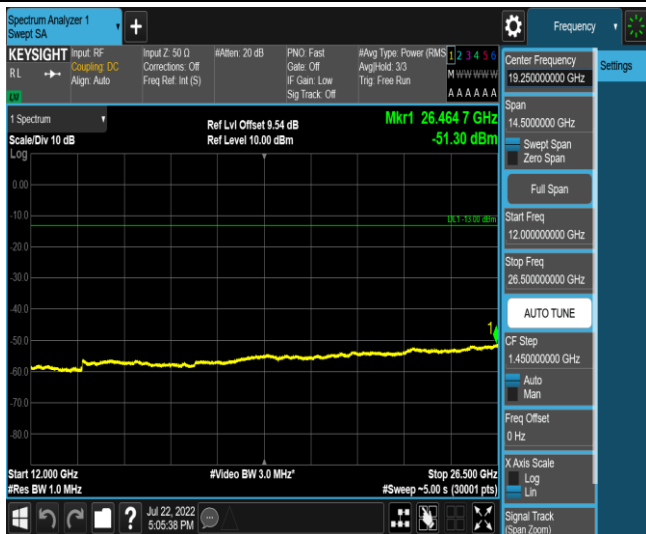 Spectrum Analyzer 1
Swept SA
Frequency
KEYSIGHT
Input: RF
Input Z: 50 Ω
#Atten: 20 dB
PNO: Fast
#Avg Type: Power (RMS
1 2 3 4 5 6
RL
Coupling: DC
Corrections: Off
Gate: Off
Avg|Hold: 3/3
M W W W W W
Align: Auto
Freq Ref: Int (S)
IF Gain: Low
Trig: Free Run
Sig Track: Off
A A A A A A
1 Spectrum
Scale/Div 10 dB
Ref Lvl Offset 9.54 dB
Ref Level 10.00 dBm
Mkr1 26.464 7 GHz
-51.30 dBm
Log
0.00
-10.0
DL1 -13.00 dBm
-20.0
-30.0
-40.0
1
-50.0
-60.0
-70.0
-80.0
Start 12.000 GHz
#Video BW 3.0 MHz*
Stop 26.500 GHz
#Res BW 1.0 MHz
#Sweep ~5.00 s (30001 pts)
?
Jul 22, 2022
5:05:38 PM
Center Frequency
19.250000000 GHz
Settings
Span
14.5000000 GHz
Swept Span
Zero Span
Full Span
Start Freq
12.000000000 GHz
Stop Freq
26.500000000 GHz
AUTO TUNE
CF Step
1.450000000 GHz
Auto
Man
Freq Offset
0 Hz
X Axis Scale
Log
Lin
Signal Track
(Span Zoom)